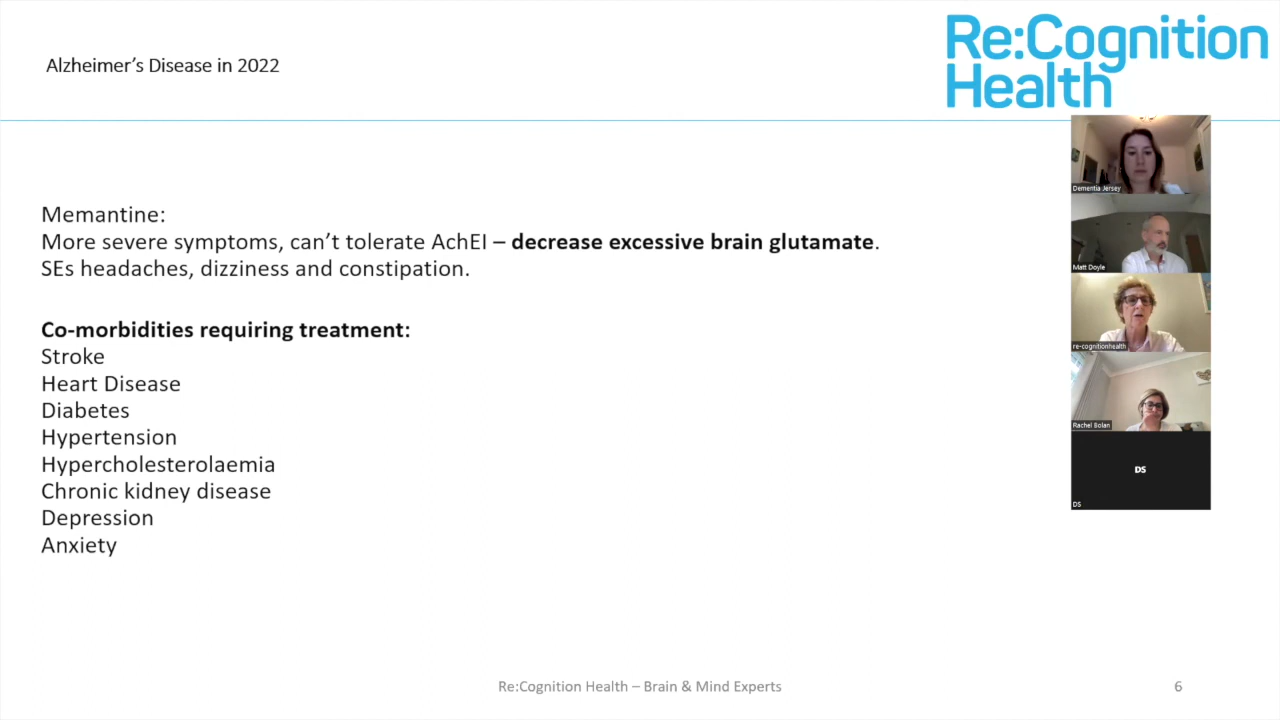 Alzheimer's Disease in 2022
Re:Cognition
Health
Memantine:
More severe symptoms, can't tolerate AchEI – decrease excessive brain glutamate.
SEs headaches, dizziness and constipation.
Co-morbidities requiring treatment:
Stroke
Heart Disease
Diabetes
Hypertension
Hypercholesterolaemia
Chronic kidney disease
Depression
Anxiety
Dementia Jersey
Matt Doyle
re-cognitionhealth
Rachel Bolan
DS
DS
Re:Cognition Health – Brain & Mind Experts
6